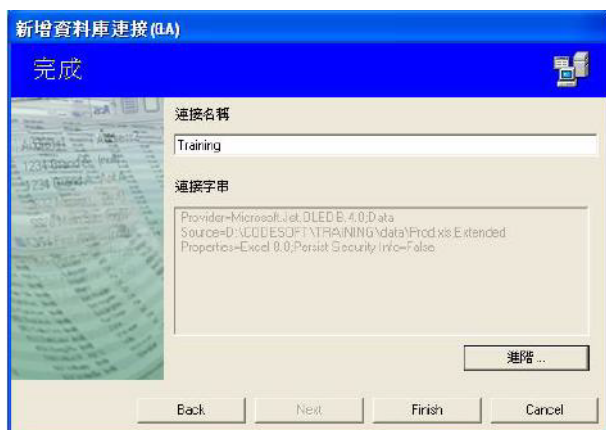 新增資料庫連接(GA)
完成
連接名稱
Training
連接字串
Provider=Microsoft.Jet.OLEDB.4.0;Data
Source=D:\CODESOFT\TRAINING\data\Prod.xls;Extended
Properties=Excel 8.0;Persist Security Info=False
進階 ...
Back
Next
Finish
Cancel